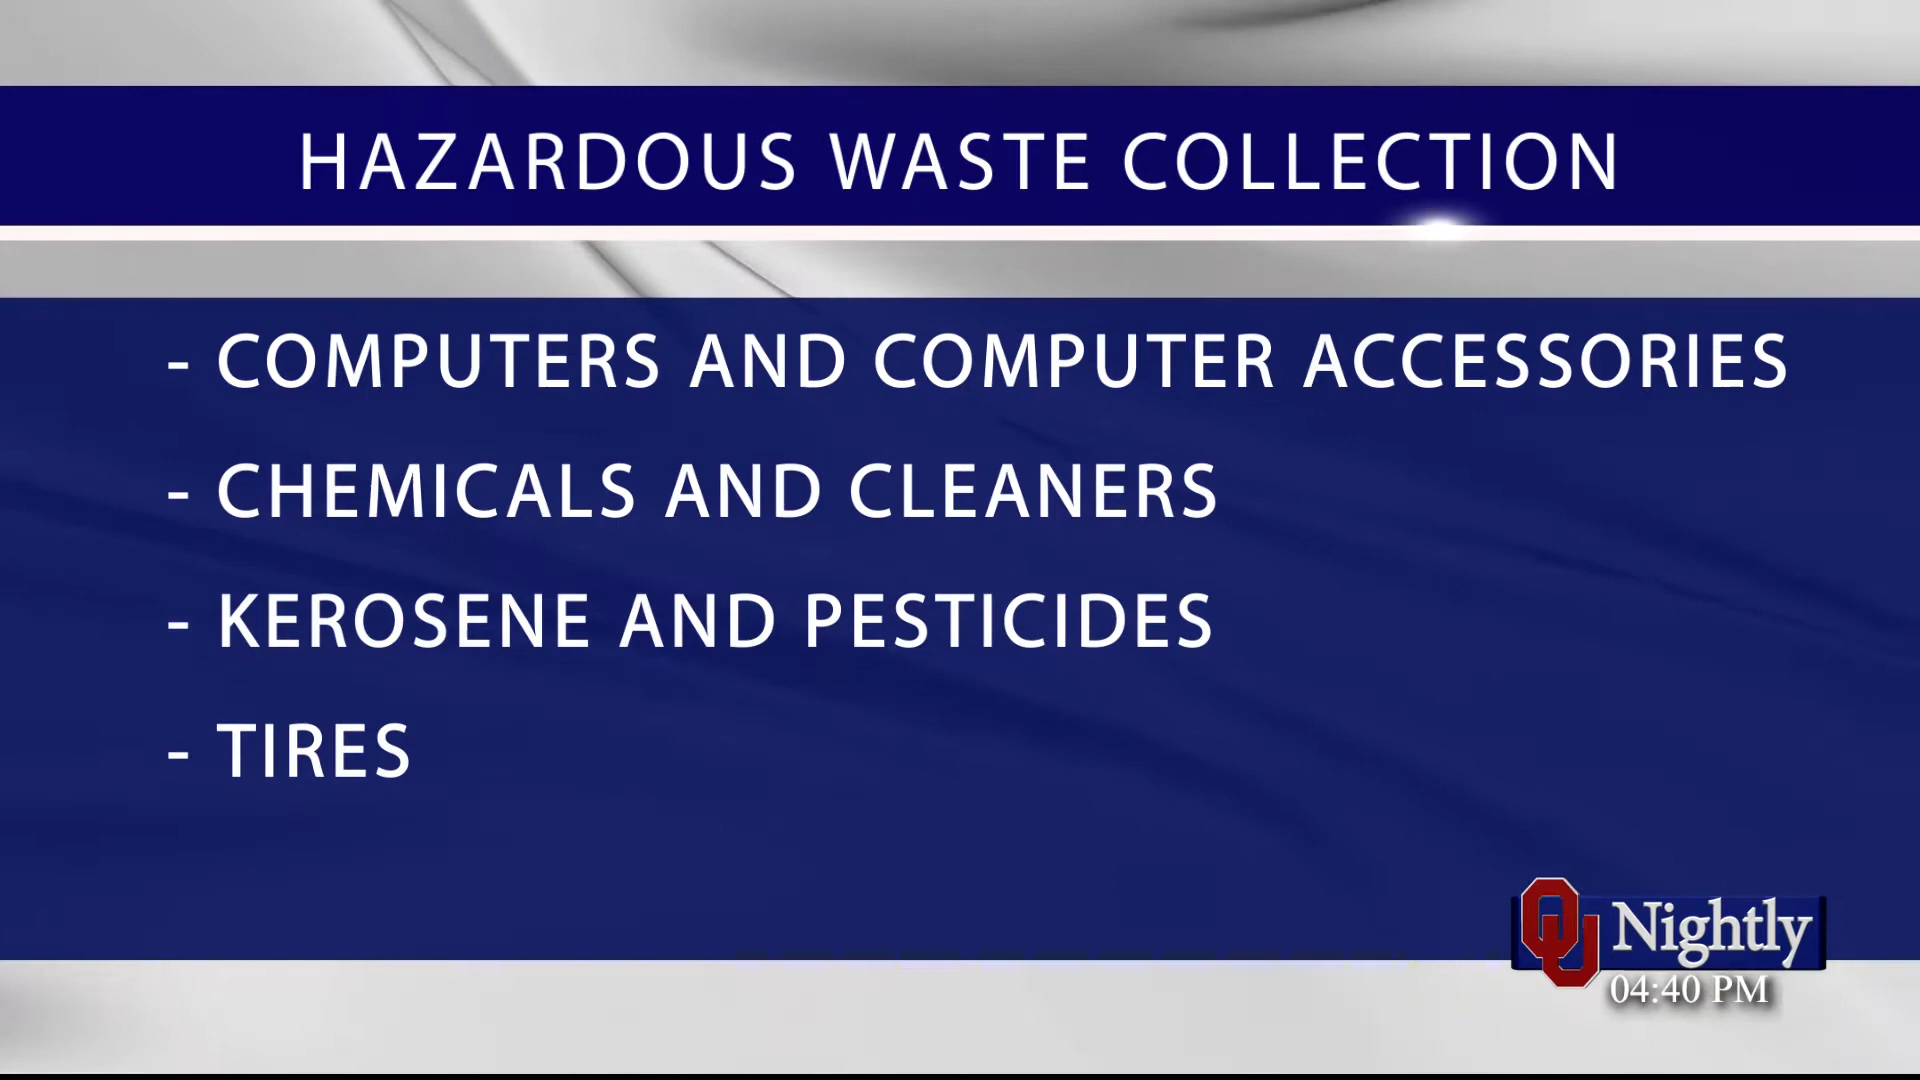 HAZARDOUS WASTE COLLECTION
- COMPUTERS AND COMPUTER ACCESSORIES
- CHEMICALS AND CLEANERS
- KEROSENE AND PESTICIDES
- TIRES
OU Nightly
04:40 PM